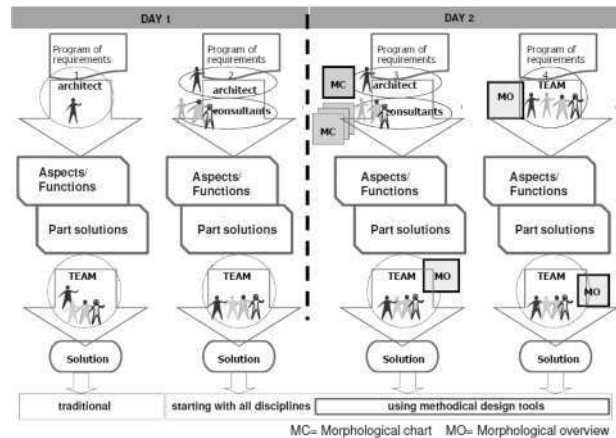 DAY 1
DAY 2
Program of
requirements
1
architect
Aspects/
Functions
Part solutions
TEAM
Solution
traditional
Program of
requirements
2
architect
consultants
Aspects/
Functions
Part solutions
TEAM
Solution
starting with all disciplines
Program of
requirements
3
MC
architect
consultants
MC
Aspects/
Functions
Part solutions
TEAM
MO
Solution
Program of
requirements
4
TEAM
MO
Aspects/
Functions
Part solutions
TEAM
MO
Solution
using methodical design tools
MC= Morphological chart MO= Morphological overview